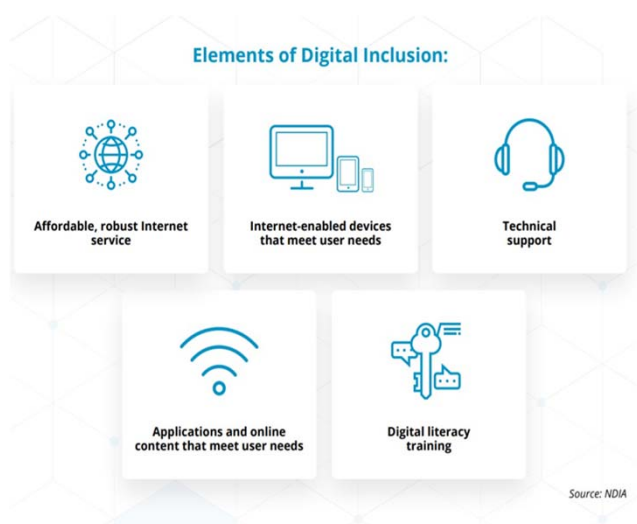 Elements of Digital Inclusion:
Affordable, robust Internet
service
Internet-enabled devices
that meet user needs
Technical
support
Applications and online
content that meet user needs
Digital literacy
training
Source: NDIA